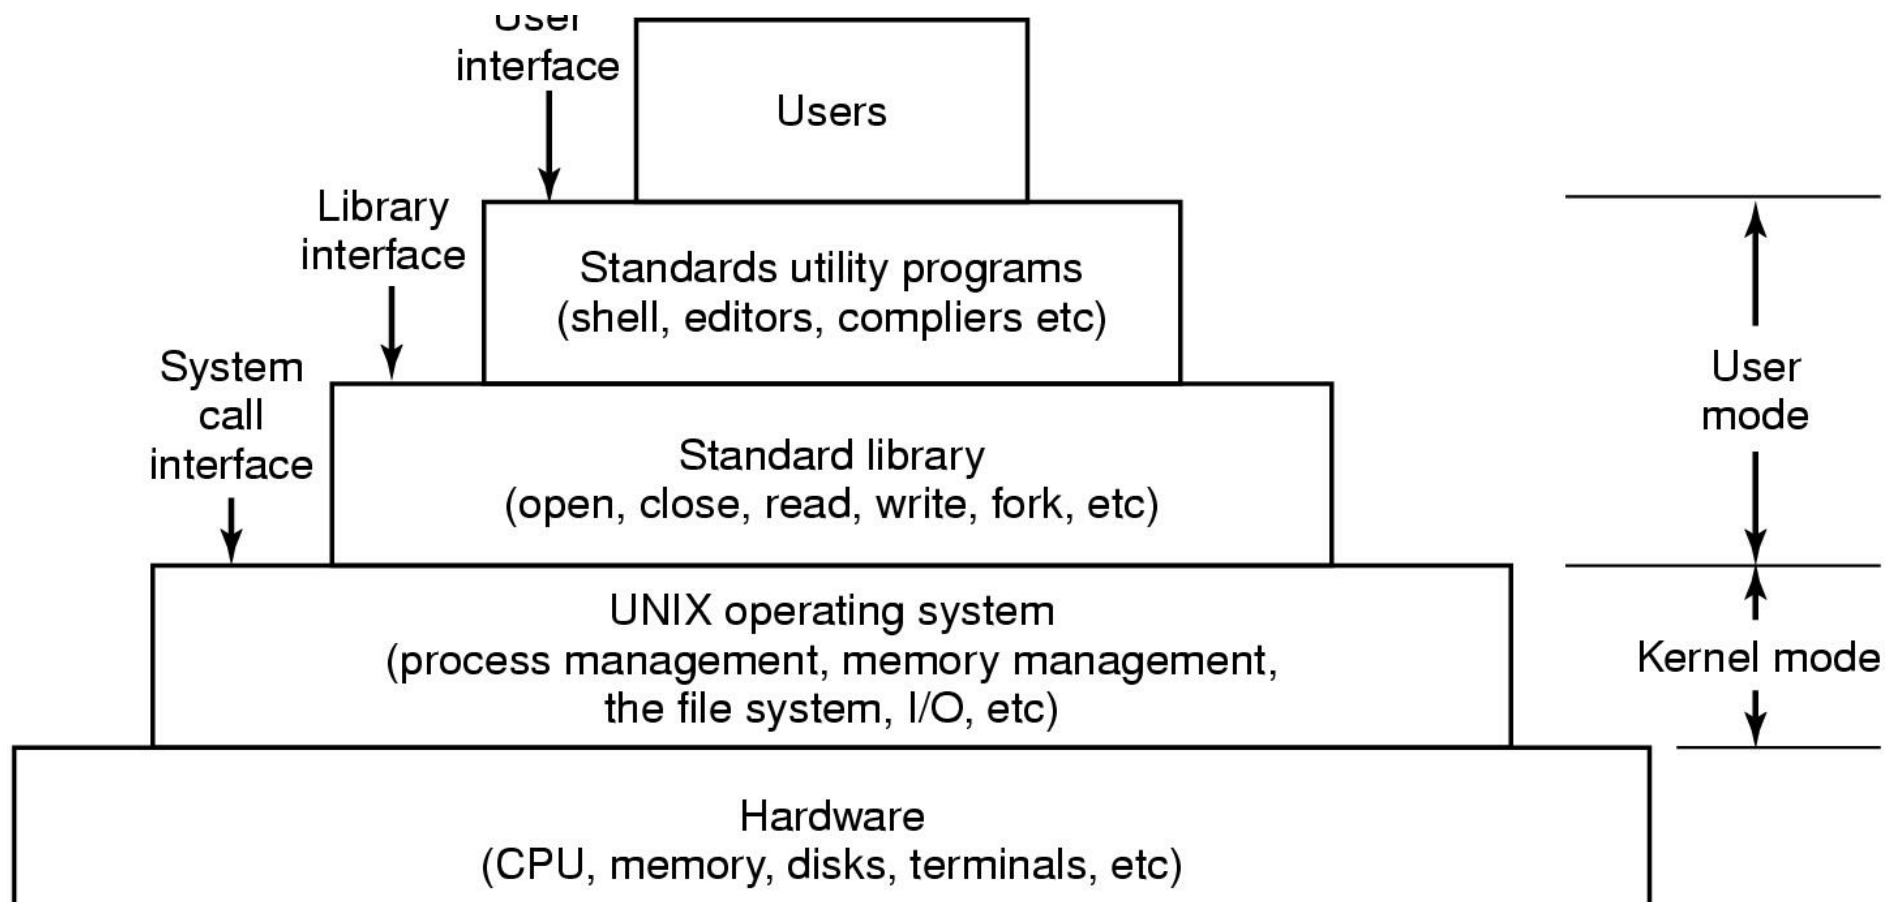 User
interface
Users
Library
interface
Standards utility programs
(shell, editors, compliers etc)
System
call
interface
User
mode
Standard library
(open, close, read, write, fork, etc)
UNIX operating system
(process management, memory management,
the file system, I/O, etc)
Kernel mode
Hardware
(CPU, memory, disks, terminals, etc)